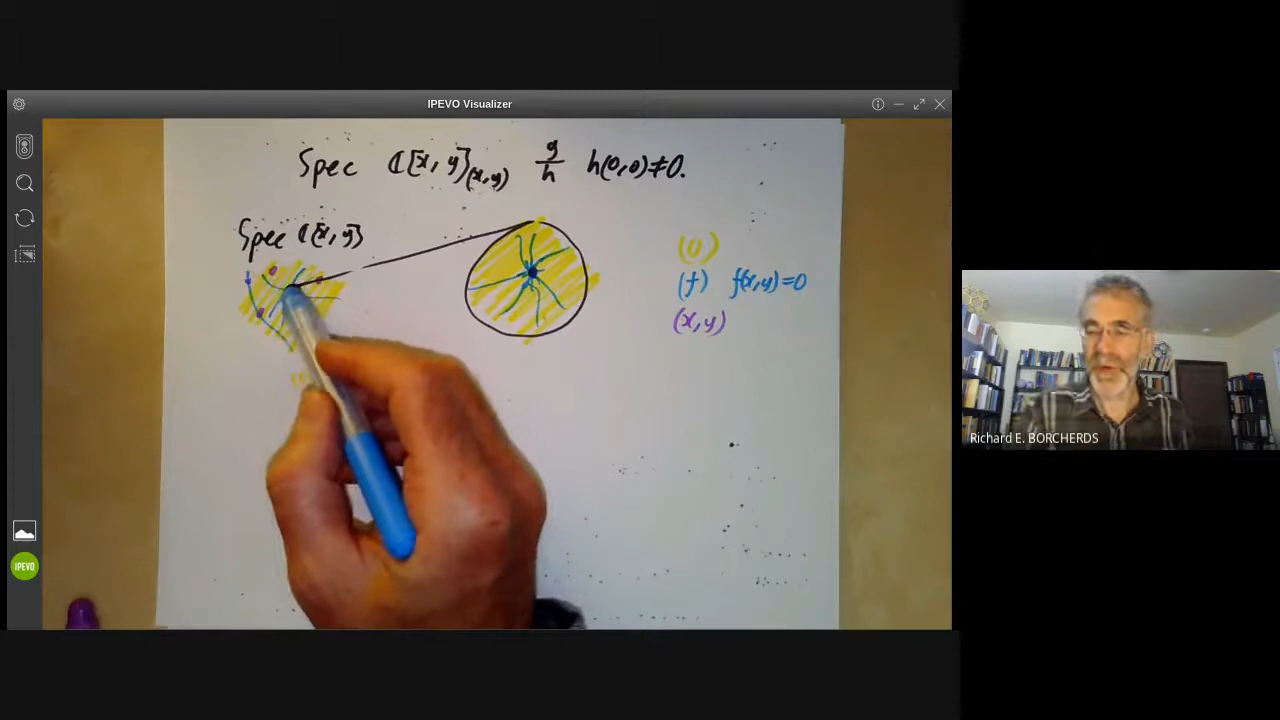 IPEVO Visualizer
Spec ℂ[x, y]_(x,y) g/h h(0,0)≠0.
Spec ℂ[x, y]
(0)
(f) f(x,y)=0
(x,y)
Richard E. BORCHERDS
IPEVO